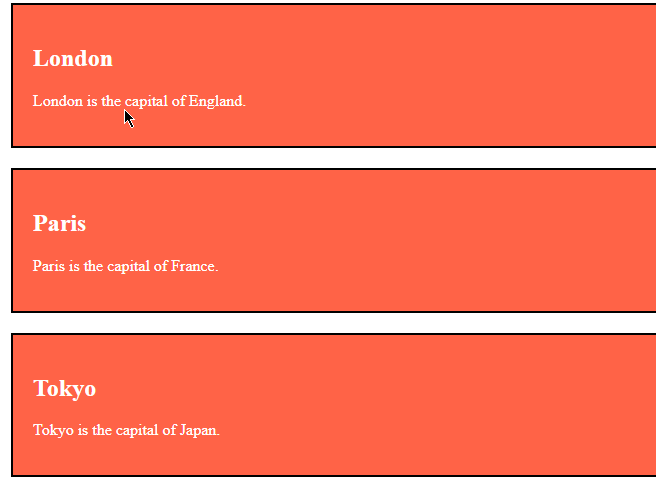 London
London is the capital of England.
Paris
Paris is the capital of France.
Tokyo
Tokyo is the capital of Japan.